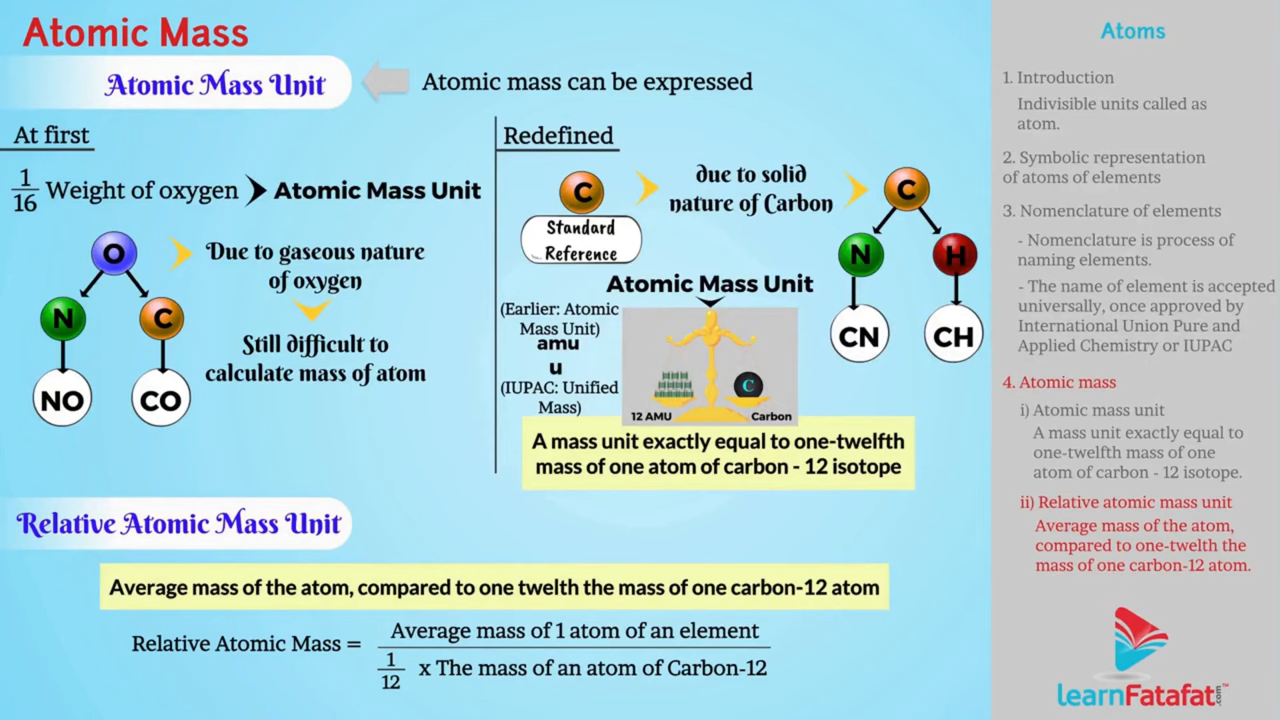 Atomic Mass
Atomic Mass Unit
Atomic mass can be expressed
At first
1
16
Weight of oxygen
Atomic Mass Unit
O
N
C
NO
CO
Due to gaseous nature
of oxygen
Still difficult to
calculate mass of atom
Redefined
C
Standard
Reference
due to solid
nature of Carbon
C
N
H
CN
CH
Atomic Mass Unit
(Earlier: Atomic
Mass Unit)
amu
u
(IUPAC: Unified
Mass)
C
12 AMU
Carbon
A mass unit exactly equal to one-twelfth
mass of one atom of carbon - 12 isotope
Relative Atomic Mass Unit
Average mass of the atom, compared to one twelth the mass of one carbon-12 atom
Relative Atomic Mass =
Average mass of 1 atom of an element
1
12
x The mass of an atom of Carbon-12
Atoms
1. Introduction
Indivisible units called as
atom.
2. Symbolic representation
of atoms of elements
3. Nomenclature of elements
- Nomenclature is process of
naming elements.
- The name of element is accepted
universally, once approved by
International Union Pure and
Applied Chemistry or IUPAC
4. Atomic mass
i) Atomic mass unit
A mass unit exactly equal to
one-twelfth mass of one
atom of carbon - 12 isotope.
ii) Relative atomic mass unit
Average mass of the atom,
compared to one-twelth the
mass of one carbon-12 atom.
learnFatafat.com™